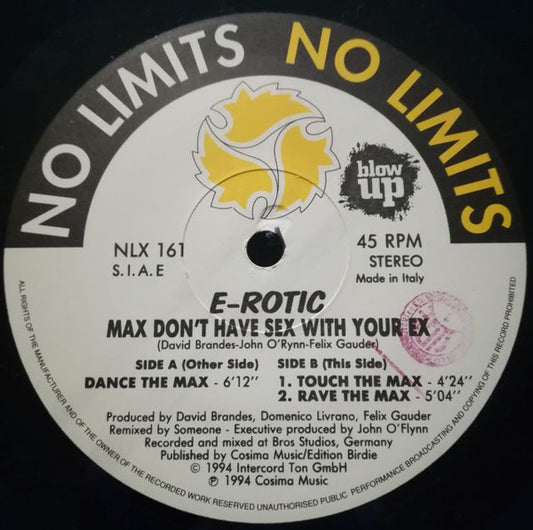 NO LIMITS NO LIMITS
blow
up
NLX 161
S.I.A.E
45 RPM
STEREO
Made in Italy
E-ROTIC
MAX DON'T HAVE SEX WITH YOUR EX
(David Brandes-John O'Rynn-Felix Gauder)
SIDE A (Other Side)
DANCE THE MAX - 6'12"
SIDE B (This Side)
1. TOUCH THE MAX - 4'24"
2. RAVE THE MAX - 5'04"
Produced by David Brandes, Domenico Livrano, Felix Gauder
Remixed by Someone - Executive produced by John O'Flynn
Recorded and mixed at Bros Studios, Germany
Published by Cosima Music/Edition Birdie
© 1994 Intercord Ton GmbH
℗ 1994 Cosima Music
ALL RIGHTS OF THE MANUFACTURER AND OF THE OWNER OF THE RECORDED WORK RESERVED UNAUTHORISED PUBLIC PERFORMANCE BROADCASTING AND COPYING OF THIS RECORD PROHIBITED